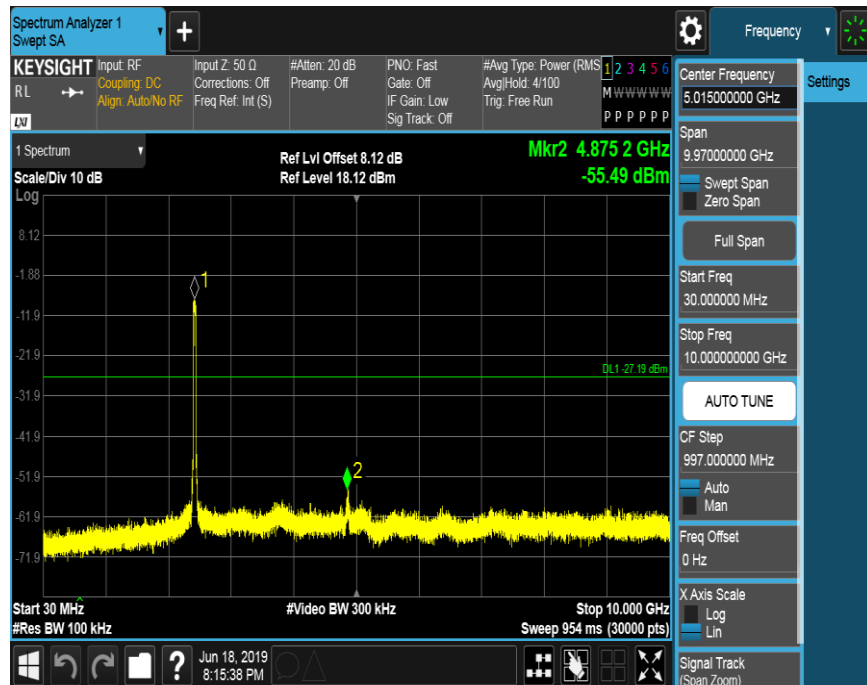 Spectrum Analyzer 1
Swept SA
+
Frequency
KEYSIGHT
RL
LXI
Input: RF
Coupling: DC
Align: Auto/No RF
Input Z: 50 Ω
Corrections: Off
Freq Ref: Int (S)
#Atten: 20 dB
Preamp: Off
PNO: Fast
Gate: Off
IF Gain: Low
Sig Track: Off
#Avg Type: Power (RMS
Avg|Hold: 4/100
Trig: Free Run
1 2 3 4 5 6
M W W W W W
P P P P P P
Center Frequency
5.015000000 GHz
Settings
Span
9.97000000 GHz
Swept Span
Zero Span
Full Span
Start Freq
30.000000 MHz
Stop Freq
10.000000000 GHz
AUTO TUNE
CF Step
997.000000 MHz
Auto
Man
Freq Offset
0 Hz
X Axis Scale
Log
Lin
Signal Track
(Span Zoom)
1 Spectrum
Scale/Div 10 dB
Ref Lvl Offset 8.12 dB
Ref Level 18.12 dBm
Mkr2 4.875 2 GHz
-55.49 dBm
Log
8.12
-1.88
-11.9
-21.9
-31.9
-41.9
-51.9
-61.9
-71.9
1
DL1 -27.19 dBm
2
Start 30 MHz
#Res BW 100 kHz
#Video BW 300 kHz
Stop 10.000 GHz
Sweep 954 ms (30000 pts)
?
Jun 18, 2019
8:15:38 PM